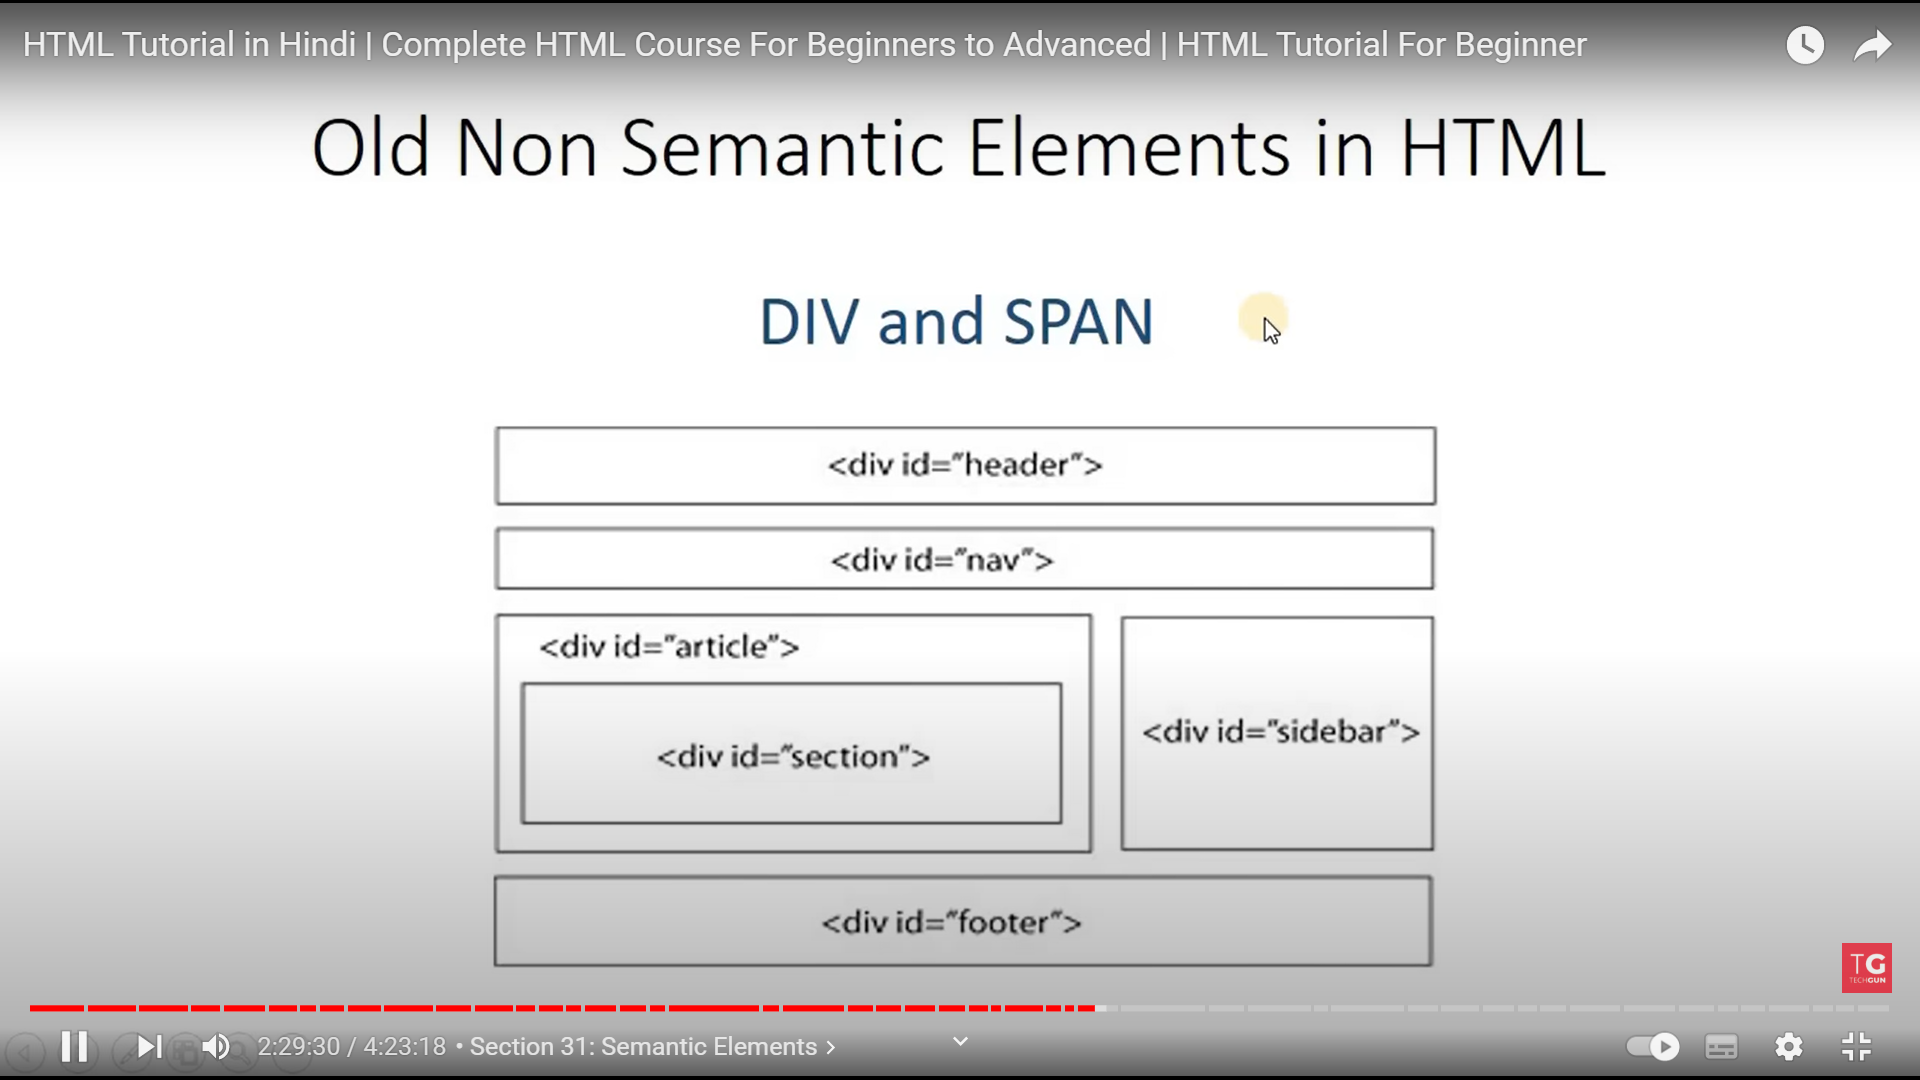 HTML Tutorial in Hindi | Complete HTML Course For Beginners to Advanced | HTML Tutorial For Beginner
Old Non Semantic Elements in HTML
DIV and SPAN
<div id="header">
<div id="nav">
<div id="article">
<div id="section">
<div id="sidebar">
<div id="footer">
TG
TECHGUN
2:29:30 / 4:23:18 • Section 31: Semantic Elements >